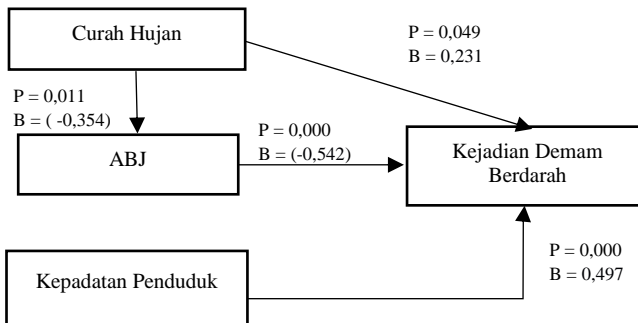 Curah Hujan
P = 0,049
B = 0,231
P = 0,011
B = ( -0,354)
P = 0,000
B = (-0,542)
ABJ
Kejadian Demam
Berdarah
P = 0,000
B = 0,497
Kepadatan Penduduk